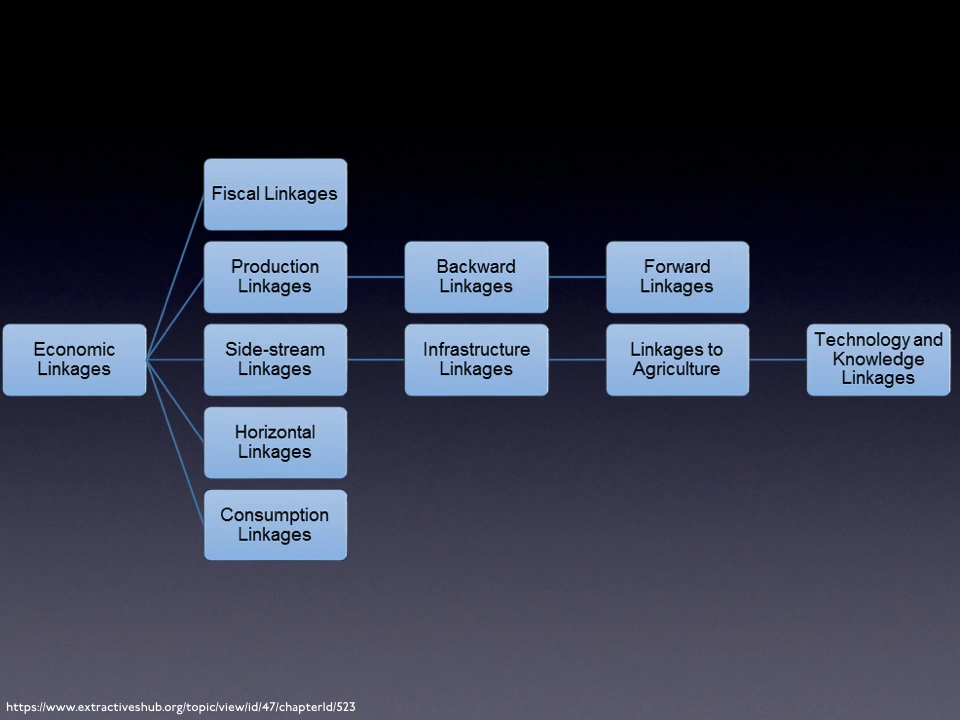 Fiscal Linkages
Production
Linkages
Backward
Linkages
Forward
Linkages
Economic
Linkages
Side-stream
Linkages
Infrastructure
Linkages
Linkages to
Agriculture
Technology and
Knowledge
Linkages
Horizontal
Linkages
Consumption
Linkages
https://www.extractiveshub.org/topic/view/id/47/chapterId/523